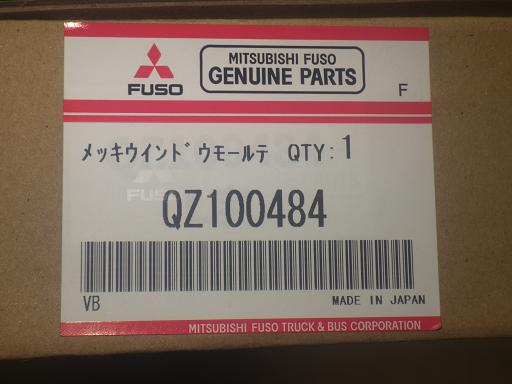 FUSO
MITSUBISHI FUSO
GENUINE PARTS
F
メッキウインドウモールテ QTY: 1
QZ100484
VB
MADE IN JAPAN
MITSUBISHI FUSO TRUCK & BUS CORPORATION